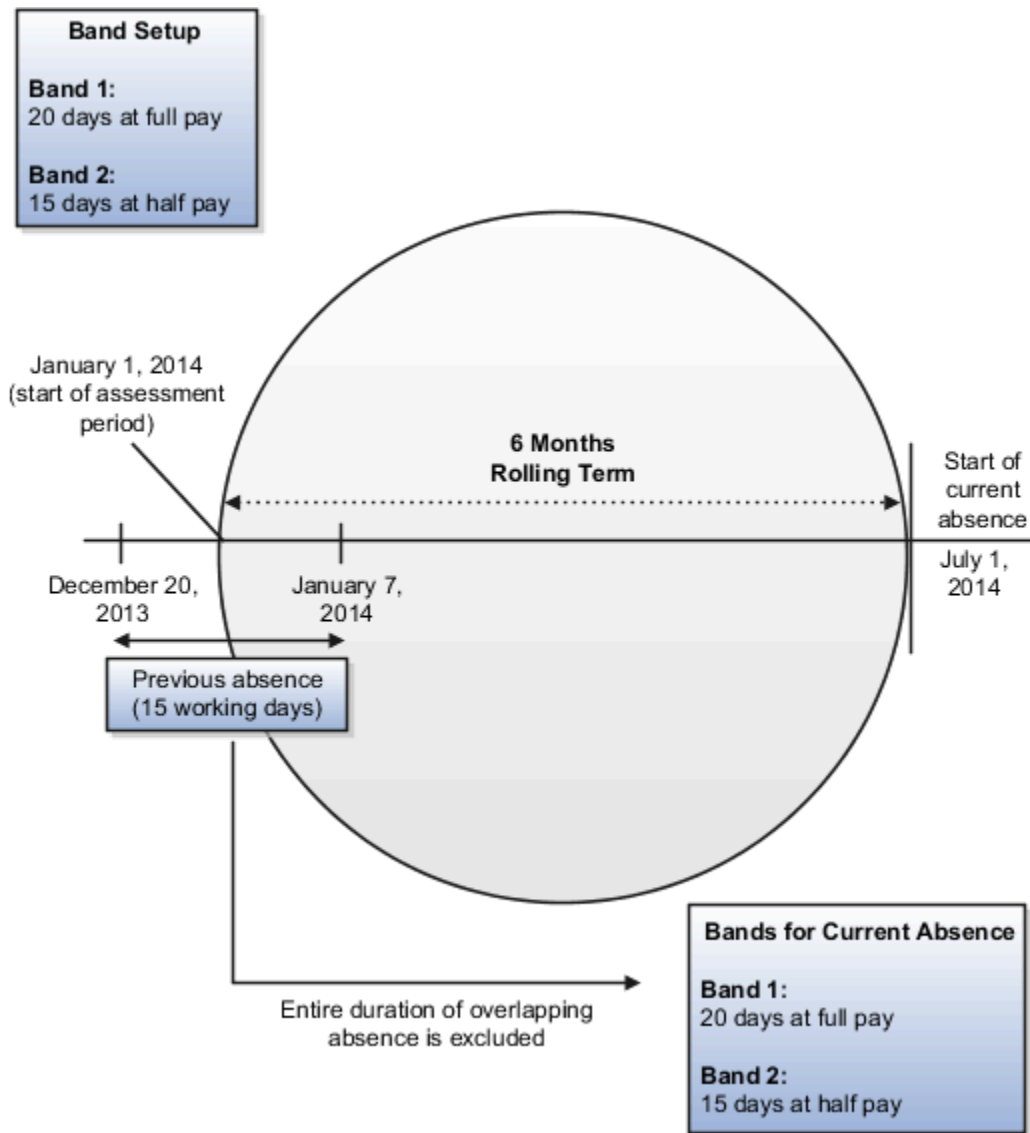 Band Setup
Band 1:
20 days at full pay
Band 2:
15 days at half pay
January 1, 2014
(start of assessment
period)
6 Months
Rolling Term
Start of
current
absence
December 20,
2013
January 7,
2014
July 1,
2014
Previous absence
(15 working days)
Entire duration of overlapping
absence is excluded
Bands for Current Absence
Band 1:
20 days at full pay
Band 2:
15 days at half pay